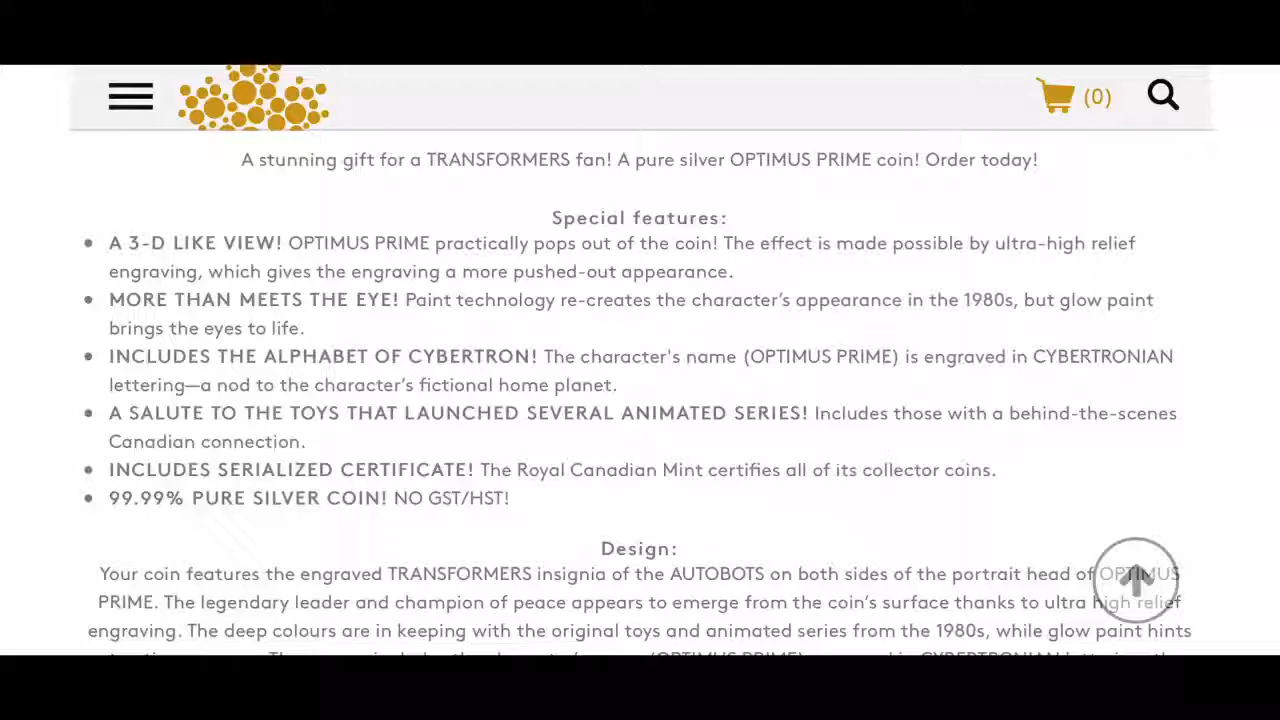 (0)
A stunning gift for a TRANSFORMERS fan! A pure silver OPTIMUS PRIME coin! Order today!
Special features:
• A 3-D LIKE VIEW! OPTIMUS PRIME practically pops out of the coin! The effect is made possible by ultra-high relief
engraving, which gives the engraving a more pushed-out appearance.
• MORE THAN MEETS THE EYE! Paint technology re-creates the character’s appearance in the 1980s, but glow paint
brings the eyes to life.
• INCLUDES THE ALPHABET OF CYBERTRON! The character's name (OPTIMUS PRIME) is engraved in CYBERTRONIAN
lettering—a nod to the character’s fictional home planet.
• A SALUTE TO THE TOYS THAT LAUNCHED SEVERAL ANIMATED SERIES! Includes those with a behind-the-scenes
Canadian connection.
• INCLUDES SERIALIZED CERTIFICATE! The Royal Canadian Mint certifies all of its collector coins.
• 99.99% PURE SILVER COIN! NO GST/HST!
Design:
Your coin features the engraved TRANSFORMERS insignia of the AUTOBOTS on both sides of the portrait head of OPTIMUS
PRIME. The legendary leader and champion of peace appears to emerge from the coin’s surface thanks to ultra high relief
engraving. The deep colours are in keeping with the original toys and animated series from the 1980s, while glow paint hints
(OPTIMUS PRIME)